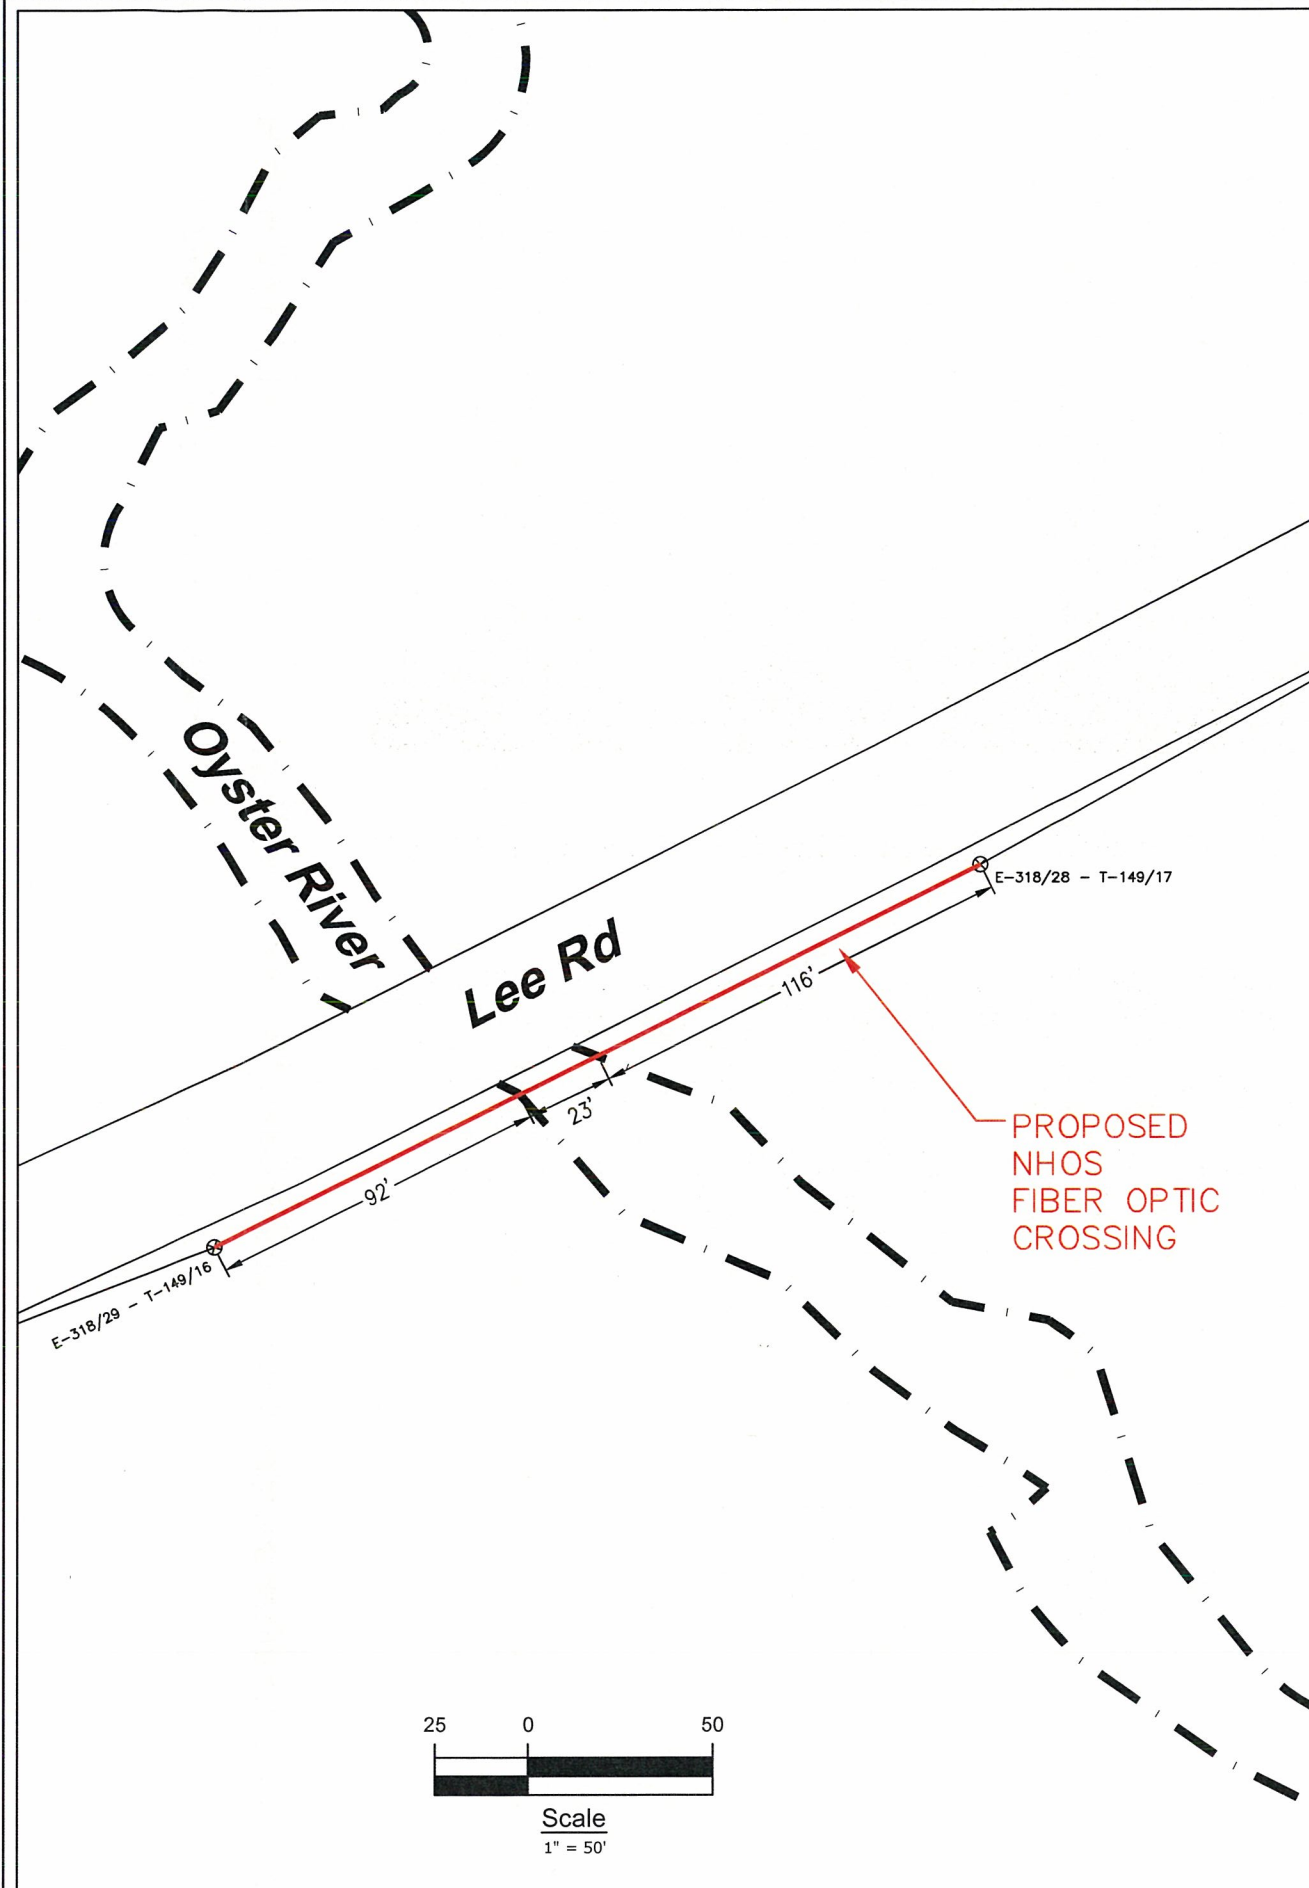 Oyster River
Lee Rd
E-318/28 - T-149/17
116'
23'
92'
E-318/29 - T-149/16
PROPOSED
NHOS
FIBER OPTIC
CROSSING
25 0 50
Scale
1" = 50'